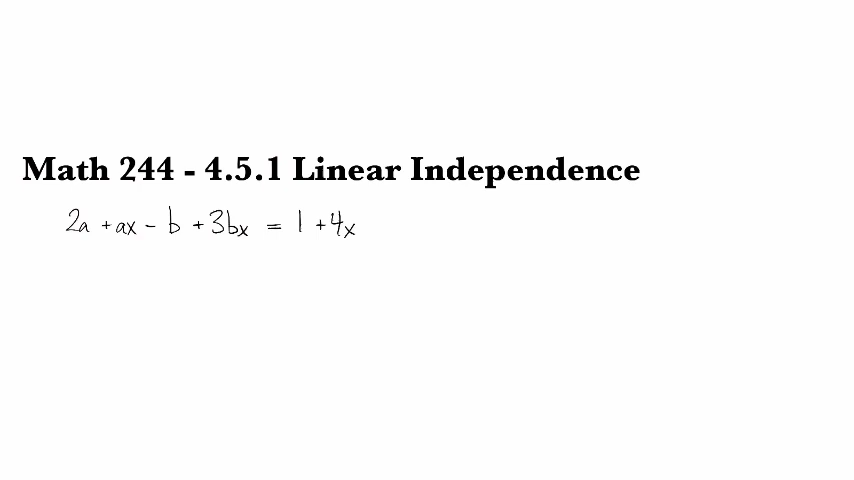 Math 244 - 4.5.1 Linear Independence
2a + ax - b + 3bx = 1 + 4x